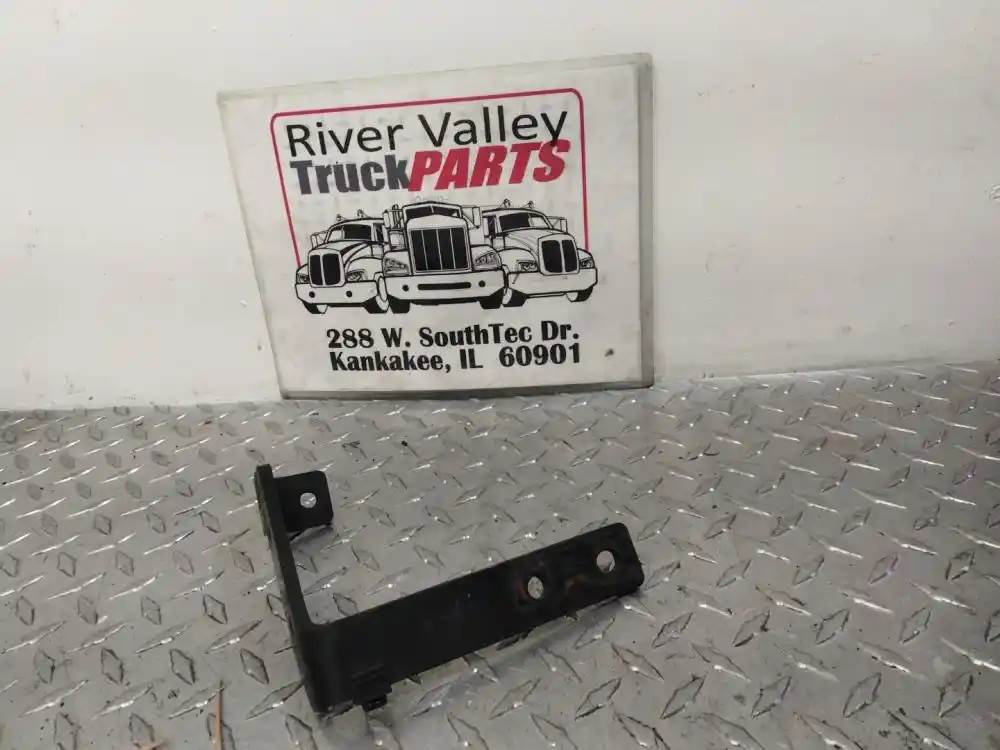 River Valley
TruckPARTS
288 W. SouthTec Dr.
Kankakee, IL 60901